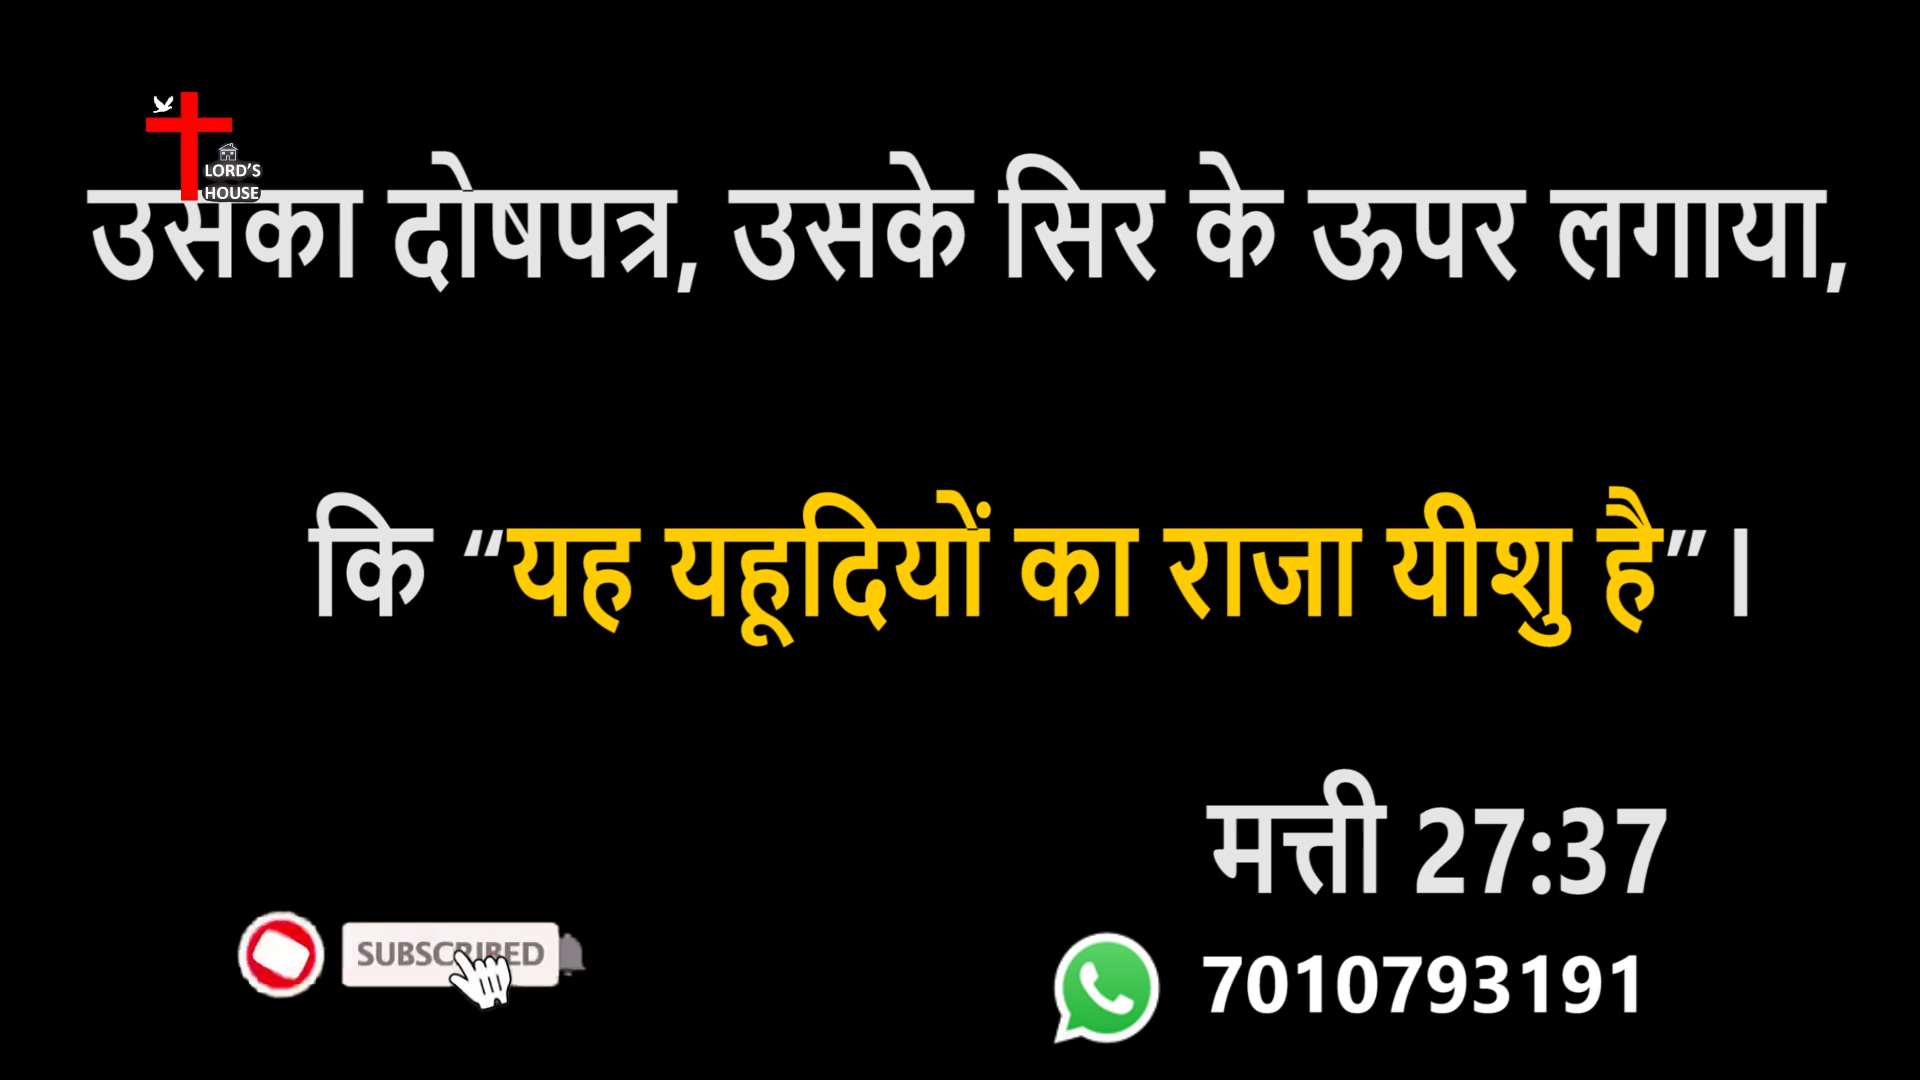 LORD'S
HOUSE
उसका दोषपत्र, उसके सिर के ऊपर लगाया,
कि “यह यहूदियों का राजा यीशु है” ।
मत्ती 27:37
SUBSCRIBED
7010793191